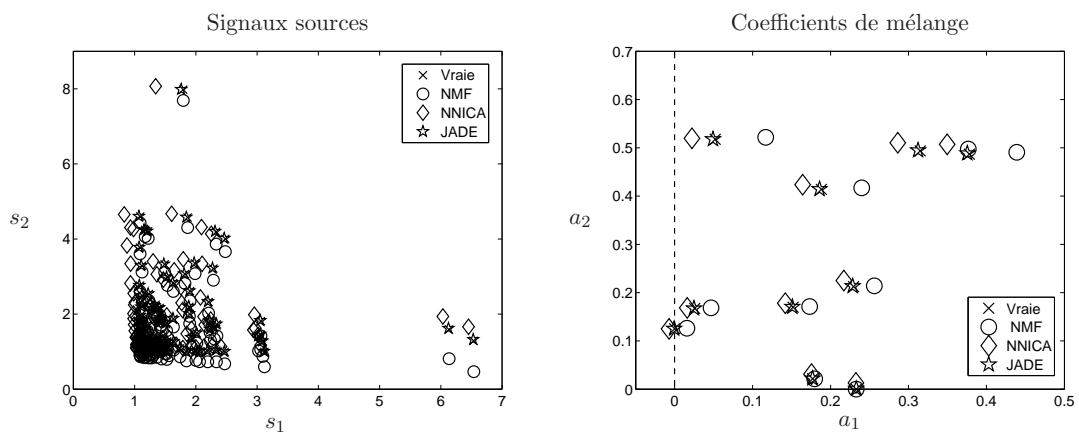 Signaux sources
8
6
4
2
0
0 1 2 3 4 5 6 7
s2
s1
Vraie
NMF
NNICA
JADE
Coefficients de mélange
0.7
0.6
0.5
0.4
0.3
0.2
0.1
0
0 0.1 0.2 0.3 0.4 0.5
a2
a1
Vraie
NMF
NNICA
JADE